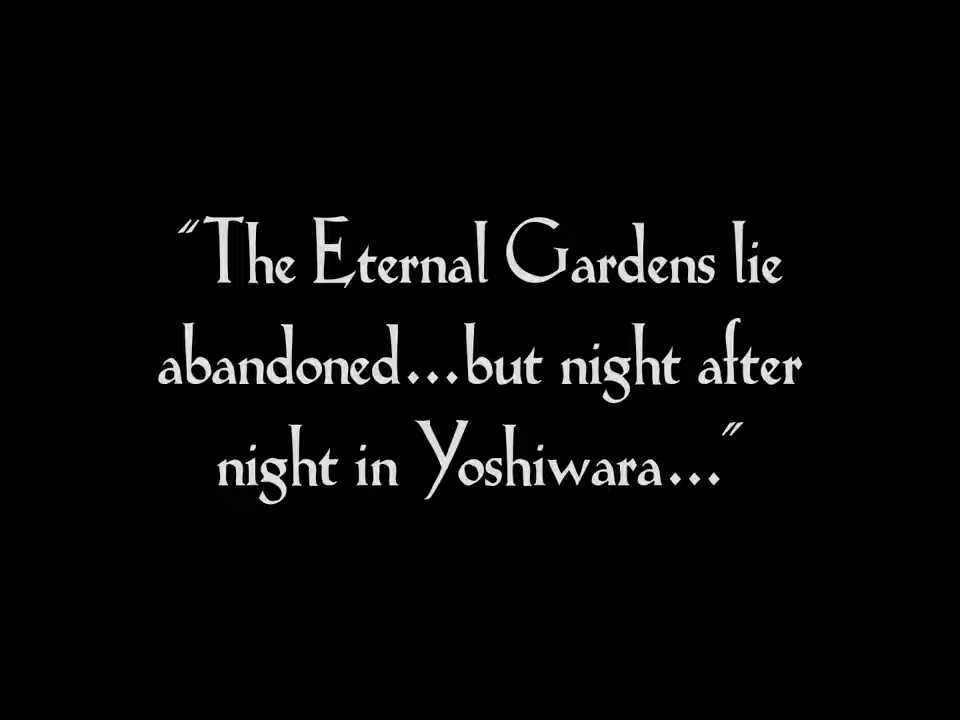 "The Eternal Gardens lie
abandoned...but night after
night in Yoshiwara..."